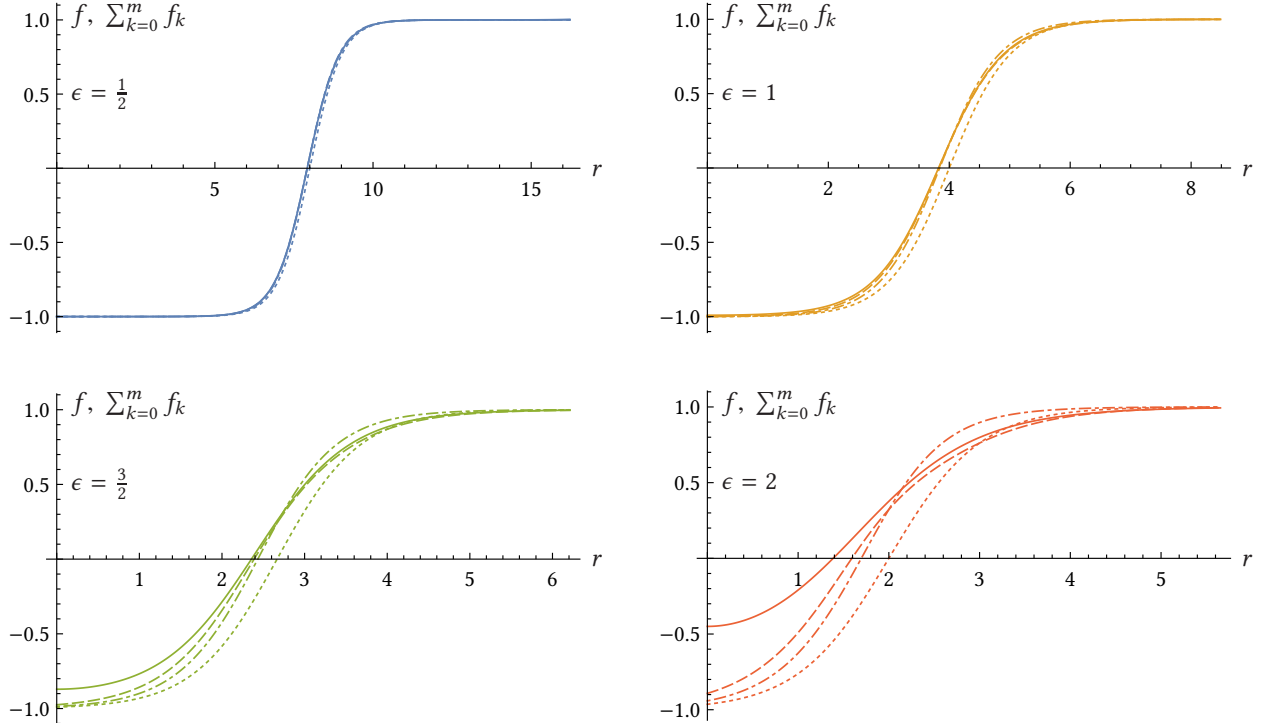 f, ∑_{k=0}^{m} f_k
1.0
0.5
−0.5
−1.0
ϵ = 1/2
5 10 15
r
f, ∑_{k=0}^{m} f_k
1.0
0.5
−0.5
−1.0
ϵ = 1
2 4 6 8
r
f, ∑_{k=0}^{m} f_k
1.0
0.5
−0.5
−1.0
ϵ = 3/2
1 2 3 4 5 6
r
f, ∑_{k=0}^{m} f_k
1.0
0.5
−0.5
−1.0
ϵ = 2
1 2 3 4 5
r